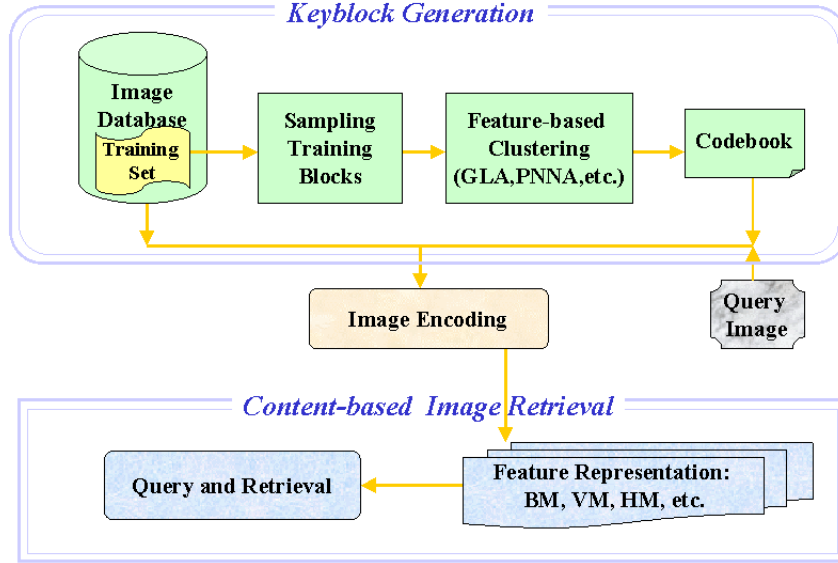 Keyblock Generation
Image
Database
Training
Set
Sampling
Training
Blocks
Feature-based
Clustering
(GLA,PNNA,etc.)
Codebook
Query
Image
Image Encoding
Content-based Image Retrieval
Query and Retrieval
Feature Representation:
BM, VM, HM, etc.